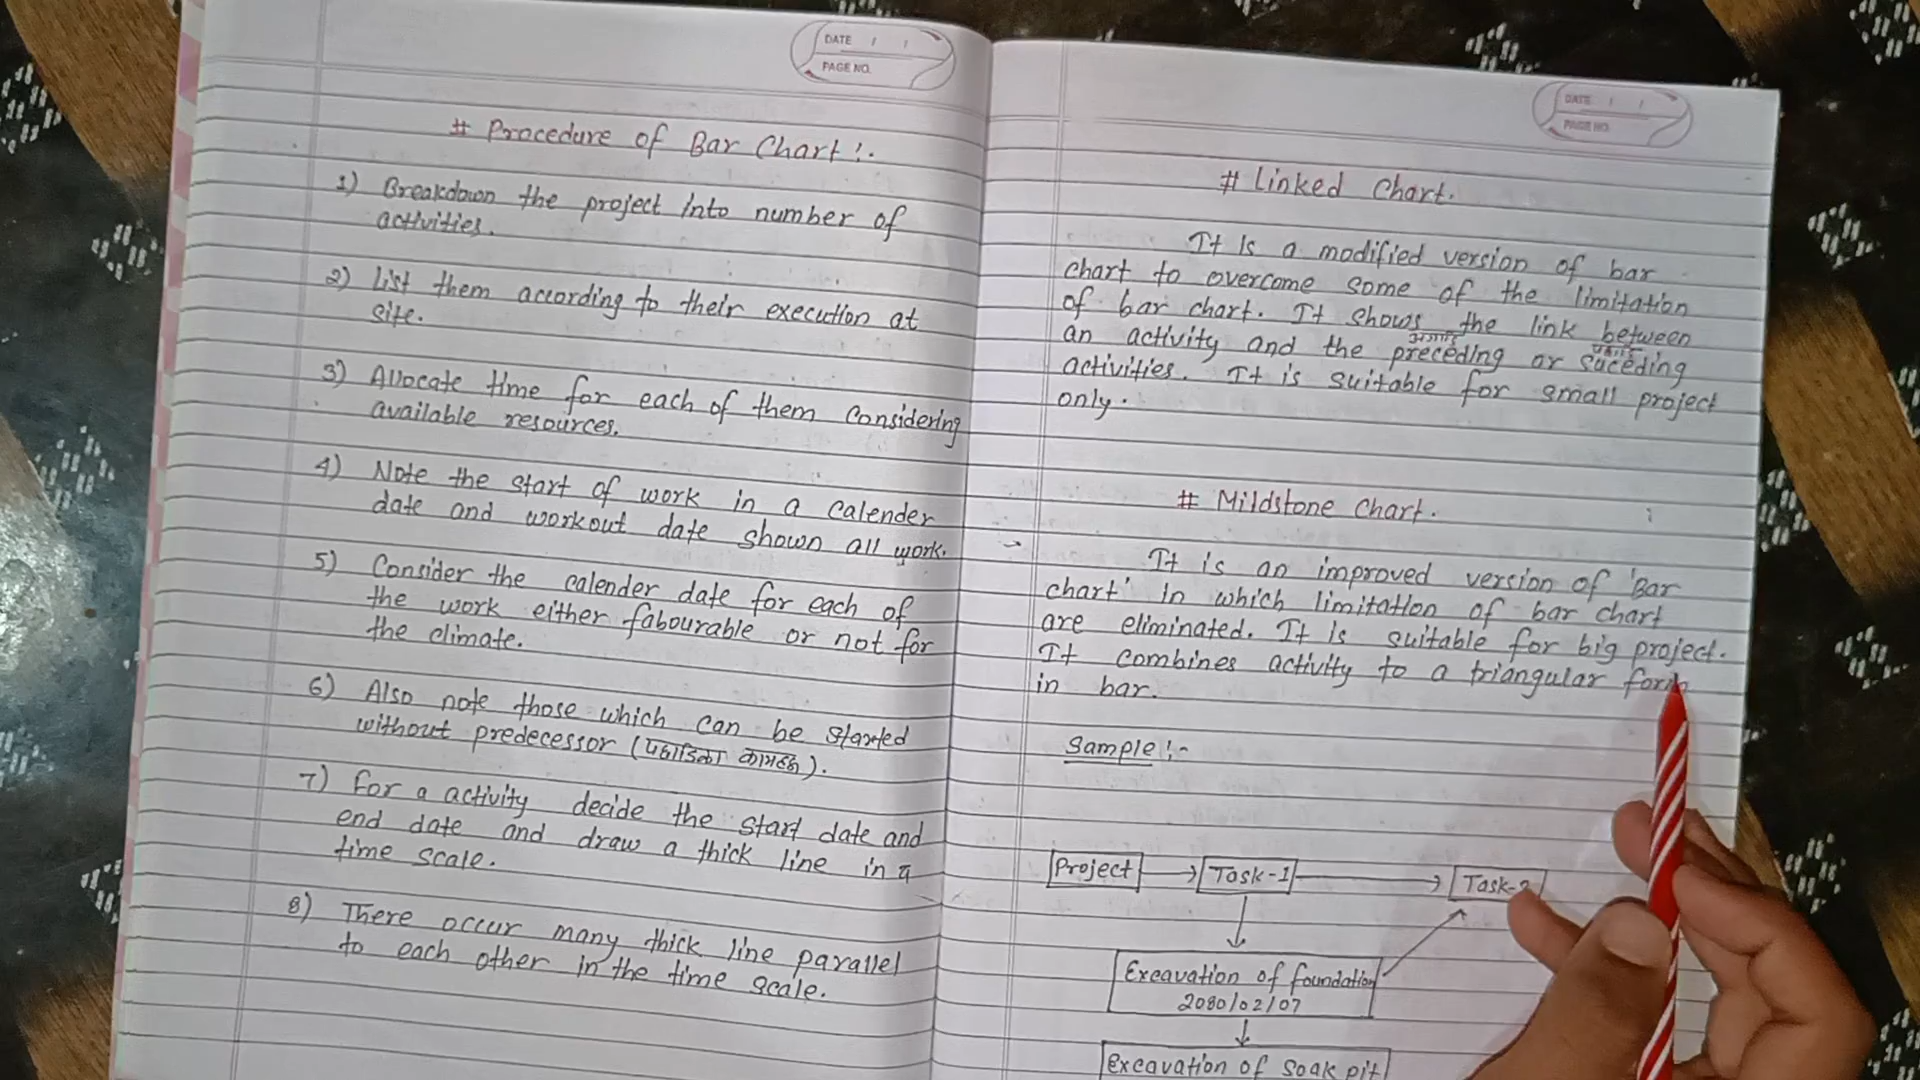 DATE / /
PAGE NO.
# Procedure of Bar Chart :-
1) Breakdown the project into number of
activities.
2) List them according to their execution at
site.
3) Allocate time for each of them considering
available resources.
4) Note the start of work in a calender
date and workout date shown all work.
5) Consider the calender date for each of
the work either fabourable or not for
the climate.
6) Also note those which can be started
without predecessor (
).
7) For a activity decide the start date and
end date and draw a thick line in a
time scale.
8) There occur many thick line parallel
to each other in the time scale.
DATE / /
PAGE NO.
# Linked Chart.
It is a modified version of bar
chart to overcome some of the limitation
of bar chart. It shows the link between
an activity and the preceding or suceding
activities. It is suitable for small project
only.
# Mildstone Chart.
It is an improved version of 'Bar
chart' in which limitation of bar chart
are eliminated. It is suitable for big project.
It combines activity to a triangular form
in bar.
Sample :-
Project
Task-1
Task-2
Excavation of foundation
2080/02/07
Excavation of Soak pit